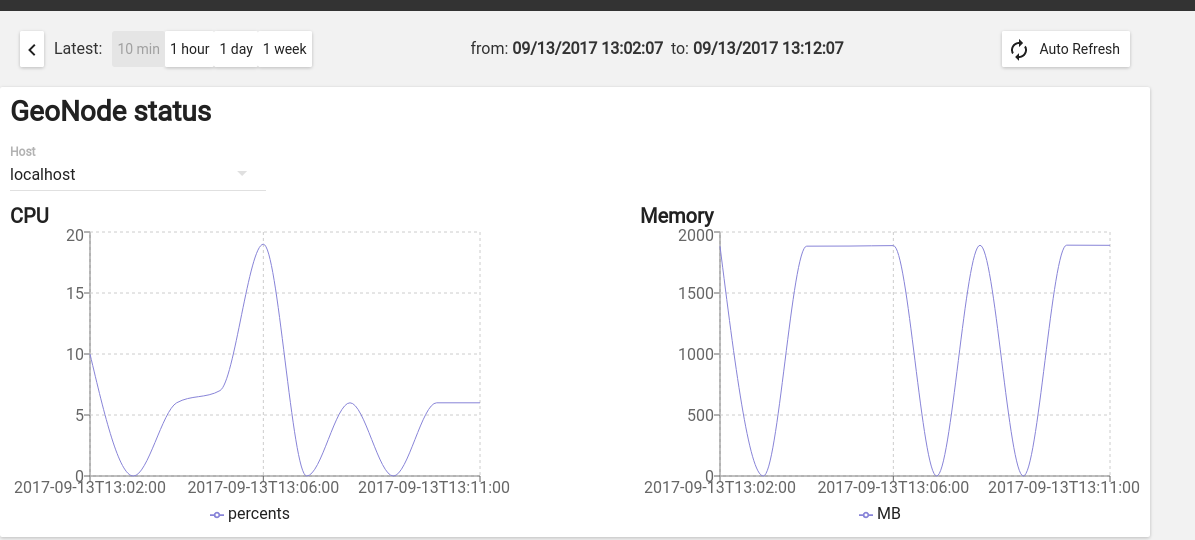 Latest: 10 min 1 hour 1 day 1 week from: 09/13/2017 13:02:07 to: 09/13/2017 13:12:07 Auto Refresh
GeoNode status
Host
localhost
CPU
20
15
10
5
0
2017-09-13T13:02:00 2017-09-13T13:06:00 2017-09-13T13:11:00
percents
Memory
2000
1500
1000
500
0
2017-09-13T13:02:00 2017-09-13T13:06:00 2017-09-13T13:11:00
MB